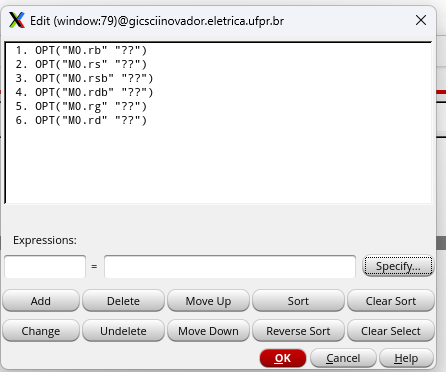 Edit (window:79)@gicsciinovador.eletrica.ufpr.br
1. OPT("M0.rb" "??")
2. OPT("M0.rs" "??")
3. OPT("M0.rsb" "??")
4. OPT("M0.rdb" "??")
5. OPT("M0.rg" "??")
6. OPT("M0.rd" "??")
Expressions:
= Specify...
Add Delete Move Up Sort Clear Sort
Change Undelete Move Down Reverse Sort Clear Select
OK Cancel Help